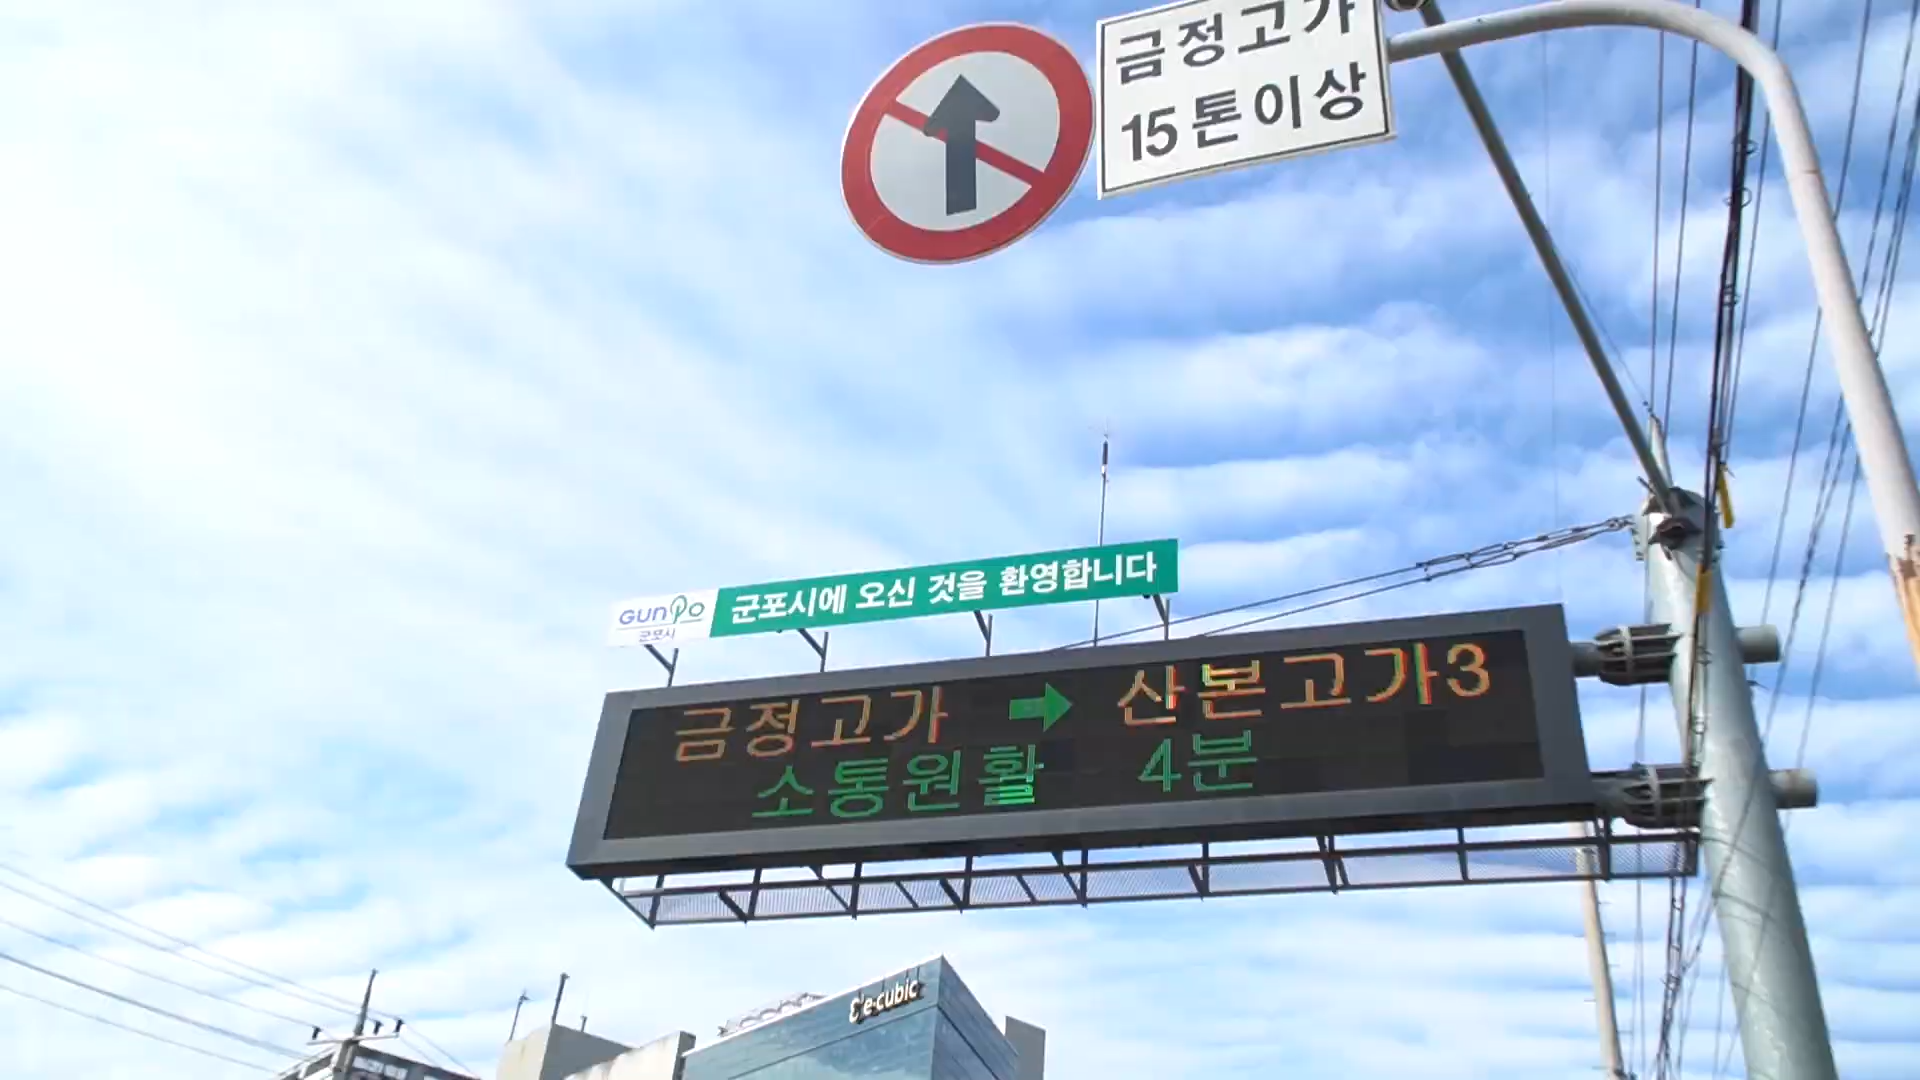 금정고가
15톤이상
GUNPO
군포시
군포시에 오신 것을 환영합니다
금정고가 ➡ 산본고가3
소통원활 4분
e-cubic